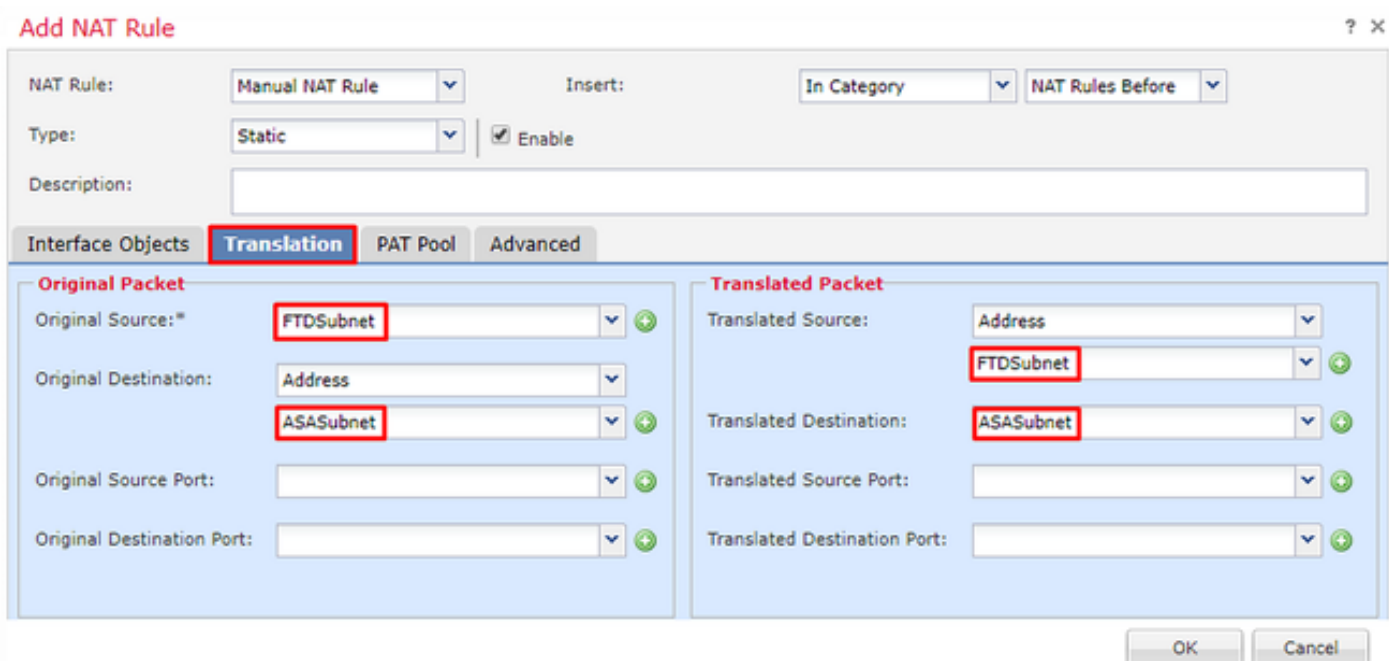 Add NAT Rule ? X
NAT Rule: Manual NAT Rule Insert: In Category NAT Rules Before
Type: Static Enable
Description:
Interface Objects Translation PAT Pool Advanced
Original Packet
Original Source:* FTDSubnet
Original Destination: Address
ASASubnet
Original Source Port:
Original Destination Port:
Translated Packet
Translated Source: Address
FTDSubnet
Translated Destination: ASASubnet
Translated Source Port:
Translated Destination Port:
OK Cancel